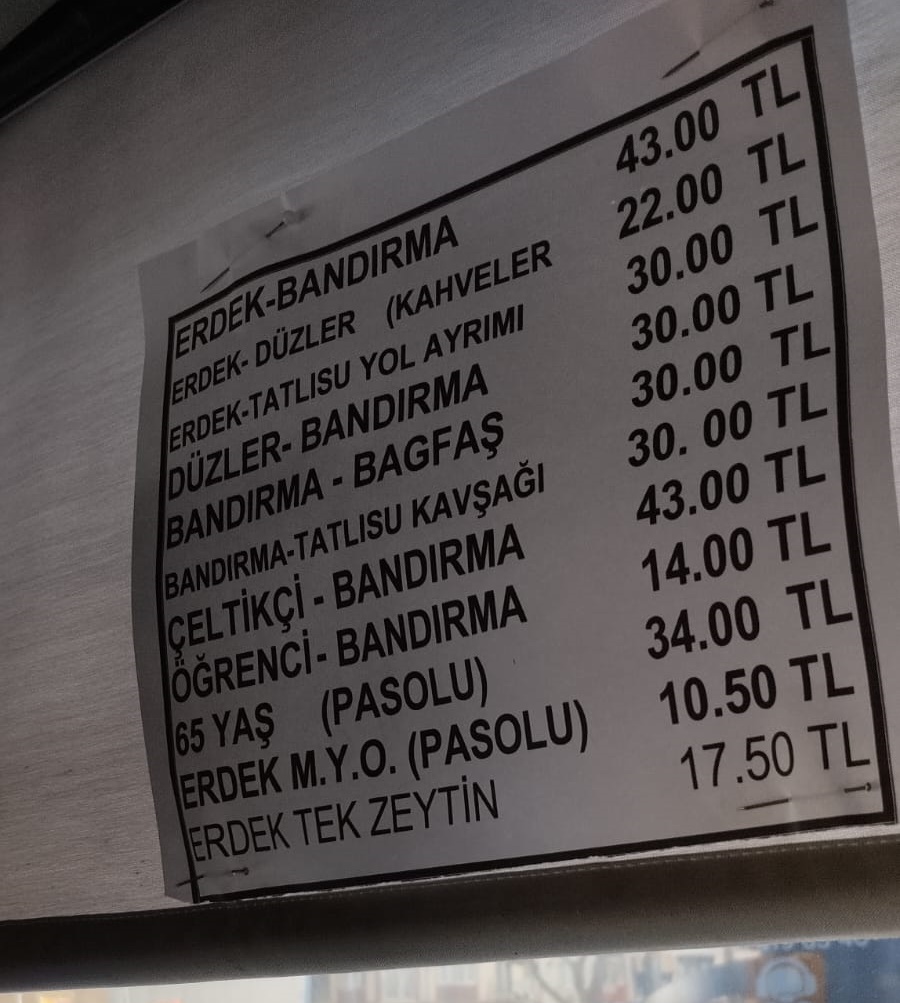 ERDEK-BANDIRMA 43.00 TL
ERDEK- DÜZLER (KAHVELER 22.00 TL
ERDEK-TATLISU YOL AYRIMI 30.00 TL
DÜZLER- BANDIRMA 30.00 TL
BANDIRMA - BAGFAŞ 30.00 TL
BANDIRMA-TATLISU KAVŞAĞI 30. 00 TL
ÇELTİKÇİ - BANDIRMA 43.00 TL
ÖĞRENCİ- BANDIRMA 14.00 TL
65 YAŞ (PASOLU) 34.00 TL
ERDEK M.Y.O. (PASOLU) 10.50 TL
ERDEK TEK ZEYTİN 17.50 TL